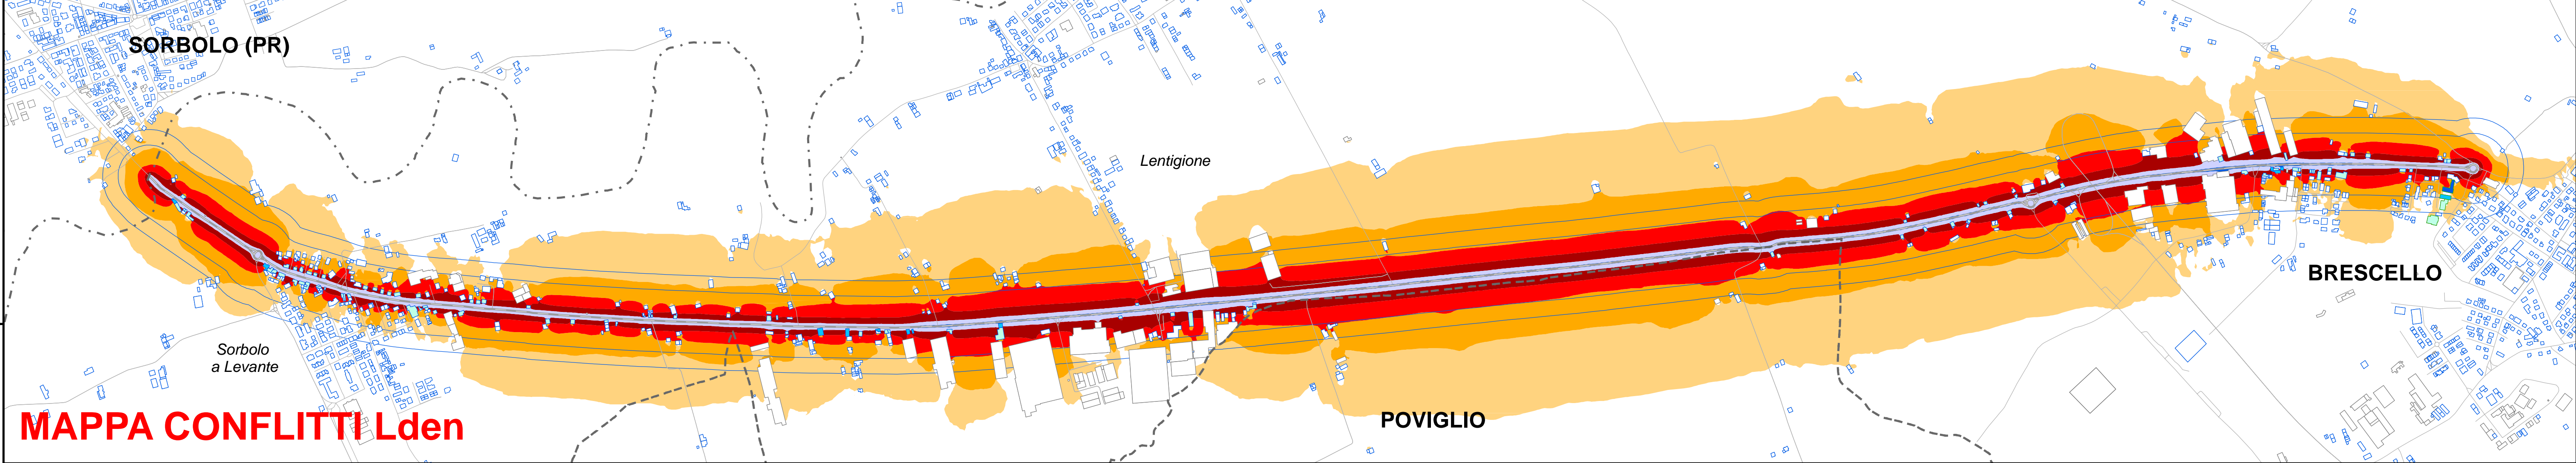 SORBOLO (PR)
Lentigione
BRESCELLO
Sorbolo
a Levante
POVIGLIO
MAPPA CONFLITTI Lden